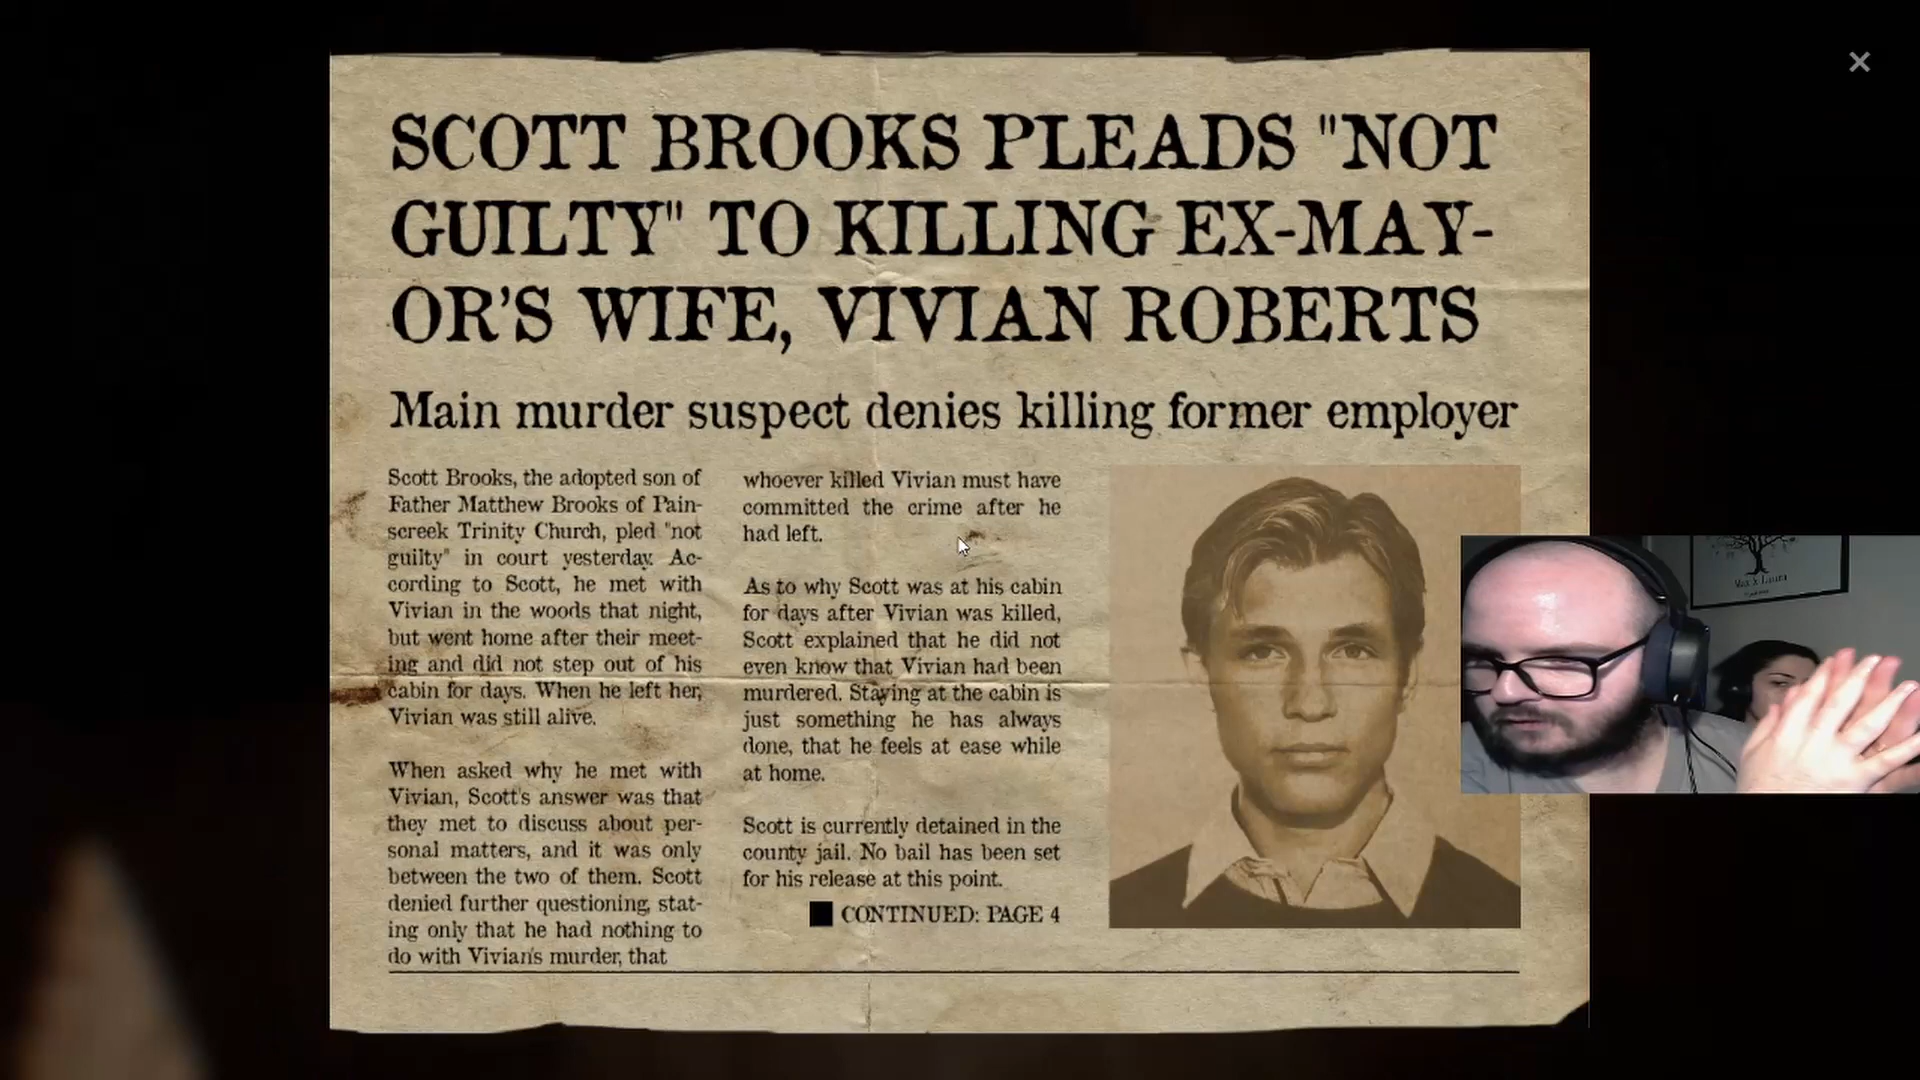 SCOTT BROOKS PLEADS "NOT
GUILTY" TO KILLING EX-MAY-
OR'S WIFE, VIVIAN ROBERTS
Main murder suspect denies killing former employer
Scott Brooks, the adopted son of
Father Matthew Brooks of Pain-
screek Trinity Church, pled "not
guilty" in court yesterday. Ac-
cording to Scott, he met with
Vivian in the woods that night,
but went home after their meet-
ing and did not step out of his
cabin for days. When he left her,
Vivian was still alive.
When asked why he met with
Vivian, Scott's answer was that
they met to discuss about per-
sonal matters, and it was only
between the two of them. Scott
denied further questioning, stat-
ing only that he had nothing to
do with Vivian's murder, that
whoever killed Vivian must have
committed the crime after he
had left.
As to why Scott was at his cabin
for days after Vivian was killed,
Scott explained that he did not
even know that Vivian had been
murdered. Staying at the cabin is
just something he has always
done, that he feels at ease while
at home.
Scott is currently detained in the
county jail. No bail has been set
for his release at this point.
CONTINUED: PAGE 4